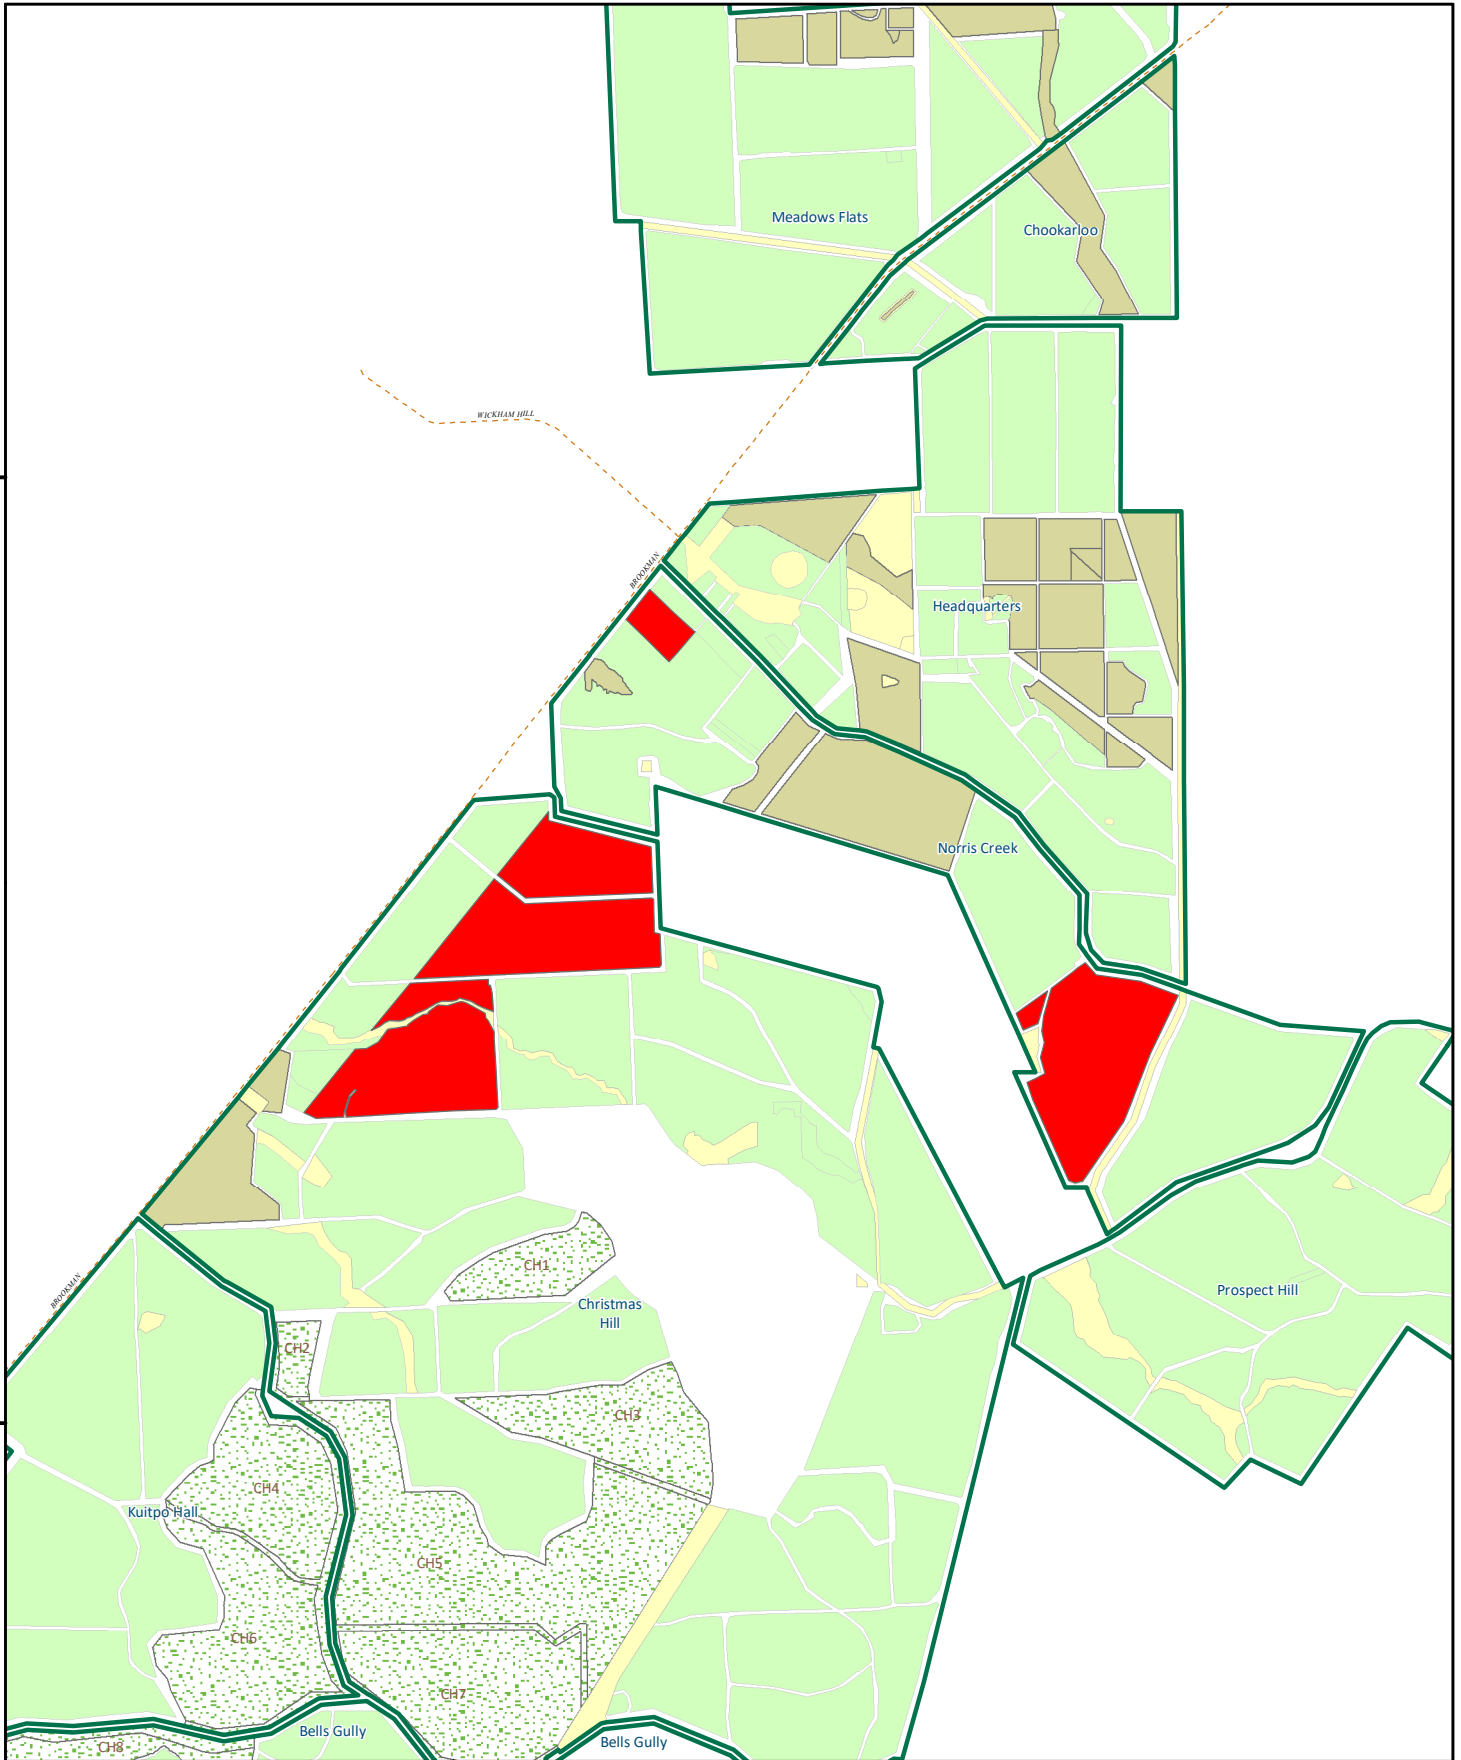 Meadows Flats
Chookarloo
WICKHAM HILL
BROOKMAN
Headquarters
Norris Creek
CH1
BROOKMAN
Christmas
Hill
Prospect Hill
CH2
CH3
CH4
Kuitpo Hall
CH5
CH6
CH7
Bells Gully
Bells Gully
CH8